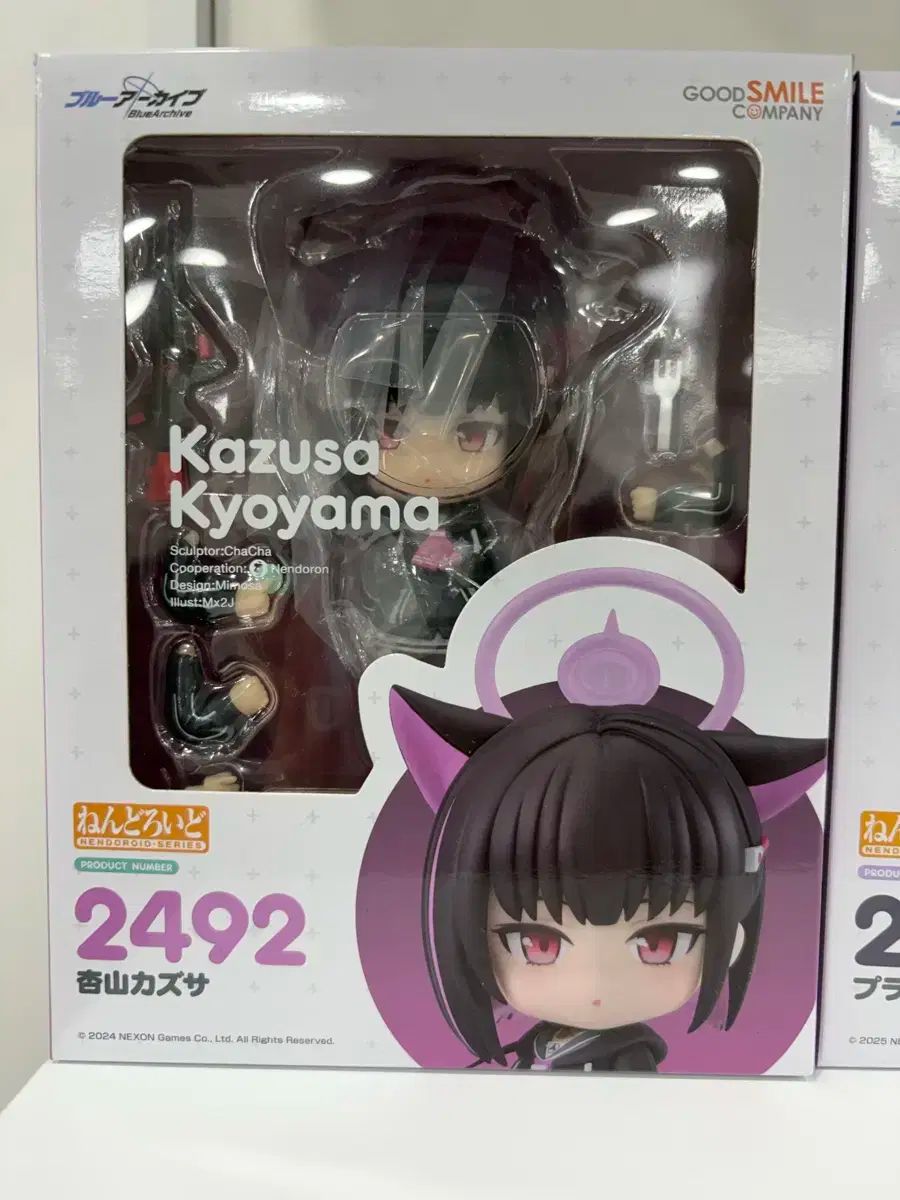 ブルーアーカイブ
BlueArchive
GOOD SMILE
COMPANY
Kazusa
Kyoyama
Sculptor:ChaCha
Cooperation: Nendoron
Design:Mimosa
Illust:Mx2J
ねんどろいど
NENDOROID·SERIES
PRODUCT NUMBER
2492
杏山カズサ
© 2024 NEXON Games Co., Ltd. All Rights Reserved.
ねん
NEND
PRODU
2
プラ
© 2025 NE